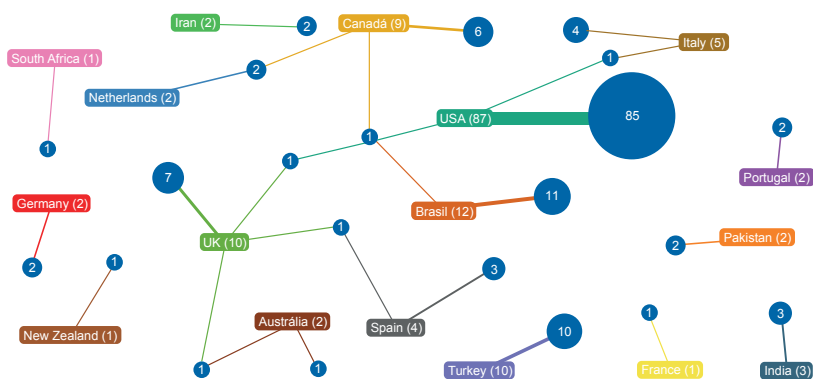 Iran (2)
2
Canadá (9)
6
4
Italy (5)
1
South Africa (1)
2
Netherlands (2)
USA (87)
85
2
1
1
1
Portugal (2)
7
11
Germany (2)
Brasil (12)
UK (10)
1
Pakistan (2)
2
1
2
3
1
3
Austrália (2)
Spain (4)
10
New Zealand (1)
1
1
Turkey (10)
France (1)
India (3)